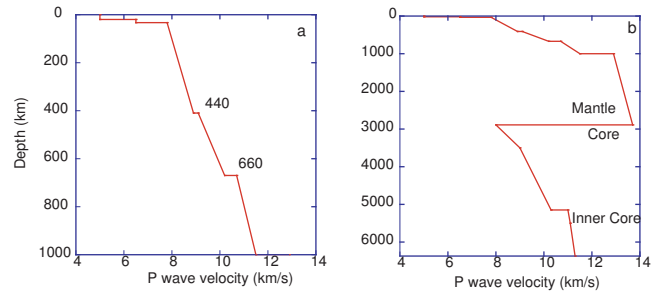 a
0
200
400
600
800
1000
Depth (km)
440
660
4 6 8 10 12 14
P wave velocity (km/s)
b
0
1000
2000
3000
4000
5000
6000
Mantle
Core
Inner Core
4 6 8 10 12 14
P wave velocity (km/s)